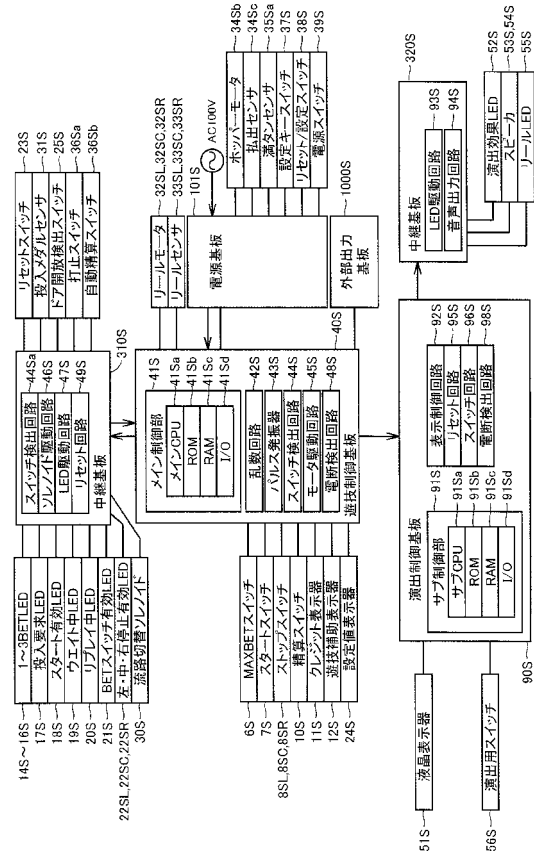 23S
31S
25S
36Sa
36Sb
リセットスイッチ
投入メダルセンサ
ドア開放検出スイッチ
打止スイッチ
自動精算スイッチ
310S
44Sa
46S
47S
49S
スイッチ検出回路
ソレノイド駆動回路
LED駆動回路
リセット回路
中継基板
1〜3BETLED
投入要求LED
スタート有効LED
ウエイト中LED
リプレイ中LED
BETスイッチ有効LED
左・中・右停止有効LED
流路切替ソレノイド
14S〜16S
17S
18S
19S
20S
21S
22SL,22SC,22SR
30S
32SL,32SC,32SR
33SL,33SC,33SR
リールモータ
リールセンサ
101S
AC100V
電源基板
34Sb
34Sc
35Sa
37S
38S
39S
ホッパーモータ
払出センサ
満タンセンサ
設定キースイッチ
リセット/設定スイッチ
電源スイッチ
1000S
外部出力
基板
40S
41S
41Sa
41Sb
41Sc
41Sd
メイン制御部
メインCPU
ROM
RAM
I/O
42S
43S
44S
45S
48S
乱数回路
パルス発振器
スイッチ検出回路
モータ駆動回路
電断検出回路
遊技制御基板
MAXBETスイッチ
スタートスイッチ
ストップスイッチ
精算スイッチ
クレジット表示器
遊技補助表示器
設定値表示器
6S
7S
8SL,8SC,8SR
10S
11S
12S
24S
320S
93S
94S
LED駆動回路
音声出力回路
中継基板
52S
53S,54S
55S
演出効果LED
スピーカ
リールLED
92S
95S
96S
98S
表示制御回路
リセット回路
スイッチ検出回路
電断検出回路
91S
91Sa
91Sb
91Sc
91Sd
演出制御基板
サブ制御部
サブCPU
ROM
RAM
I/O
90S
液晶表示器
51S
演出用スイッチ
56S